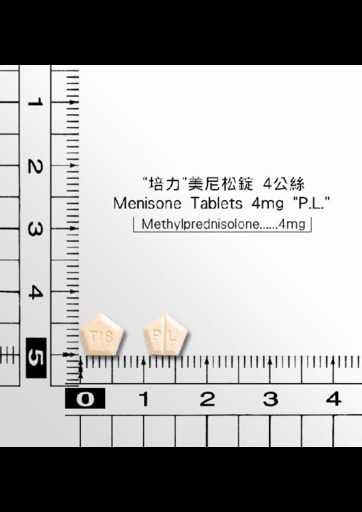 "培力"美尼松錠 4公絲
Menisone Tablets 4mg "P.L."
Methylprednisolone......4mg
1
2
3
4
T19 P L
5
0 1 2 3 4